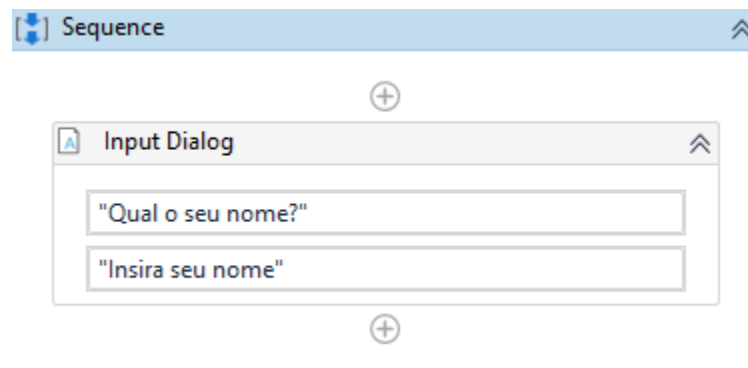 Sequence
Input Dialog
"Qual o seu nome?"
"Insira seu nome"